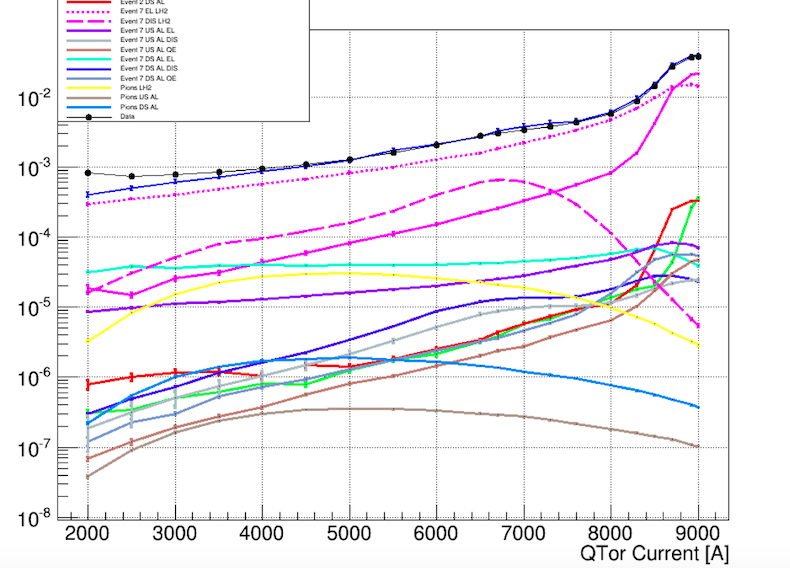 Event 2 DS AL
Event 7 EL LH2
Event 7 DIS LH2
Event 7 US AL EL
Event 7 US AL DIS
Event 7 US AL QE
Event 7 DS AL EL
Event 7 DS AL DIS
Event 7 DS AL QE
Pions LH2
Pions US AL
Pions DS AL
Data
10⁻²
10⁻³
10⁻⁴
10⁻⁵
10⁻⁶
10⁻⁷
10⁻⁸
2000 3000 4000 5000 6000 7000 8000 9000
QTor Current [A]